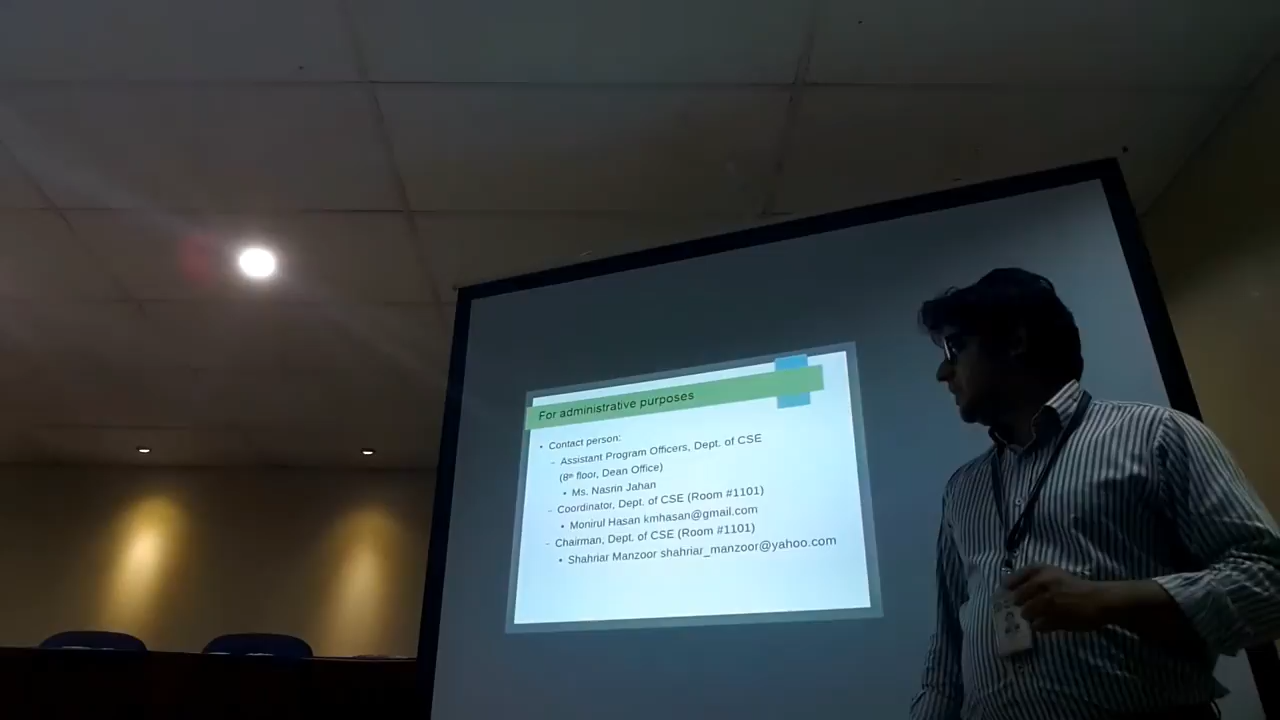 For administrative purposes
• Contact person:
– Assistant Program Officers, Dept. of CSE
(8th floor, Dean Office)
• Ms. Nasrin Jahan
– Coordinator, Dept. of CSE (Room #1101)
• Monirul Hasan kmhasan@gmail.com
– Chairman, Dept. of CSE (Room #1101)
• Shahriar Manzoor shahriar_manzoor@yahoo.com